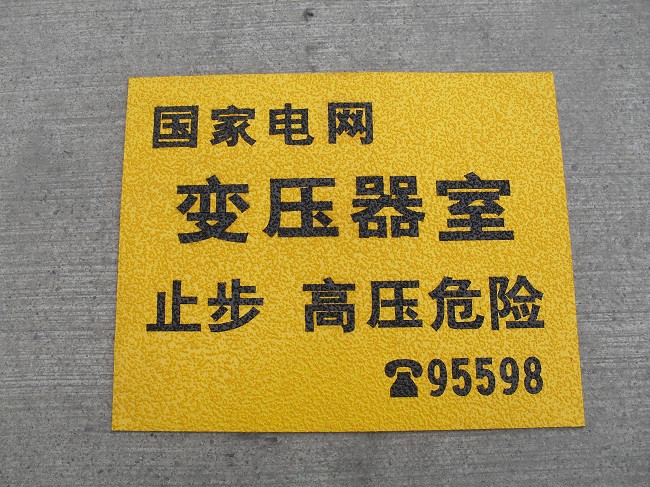 国家电网
变压器室
止步 高压危险
☎95598